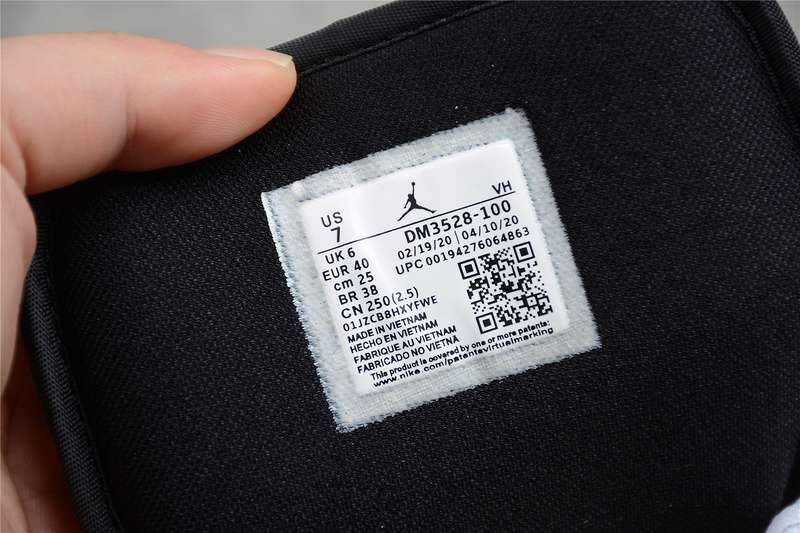 US
7
VH
DM3528-100
UK 6
02/19/20 | 04/10/20
EUR 40
UPC 00194276064863
cm 25
BR 38
CN 250 (2.5)
01JZCB8HXYFWE
MADE IN VIETNAM
HECHO EN VIETNAM
FABRIQUE AU VIETNAM
FABRICADO NO VIETNA
This product is covered by one or more patents:
www.nike.com/patentsvirtualmarking